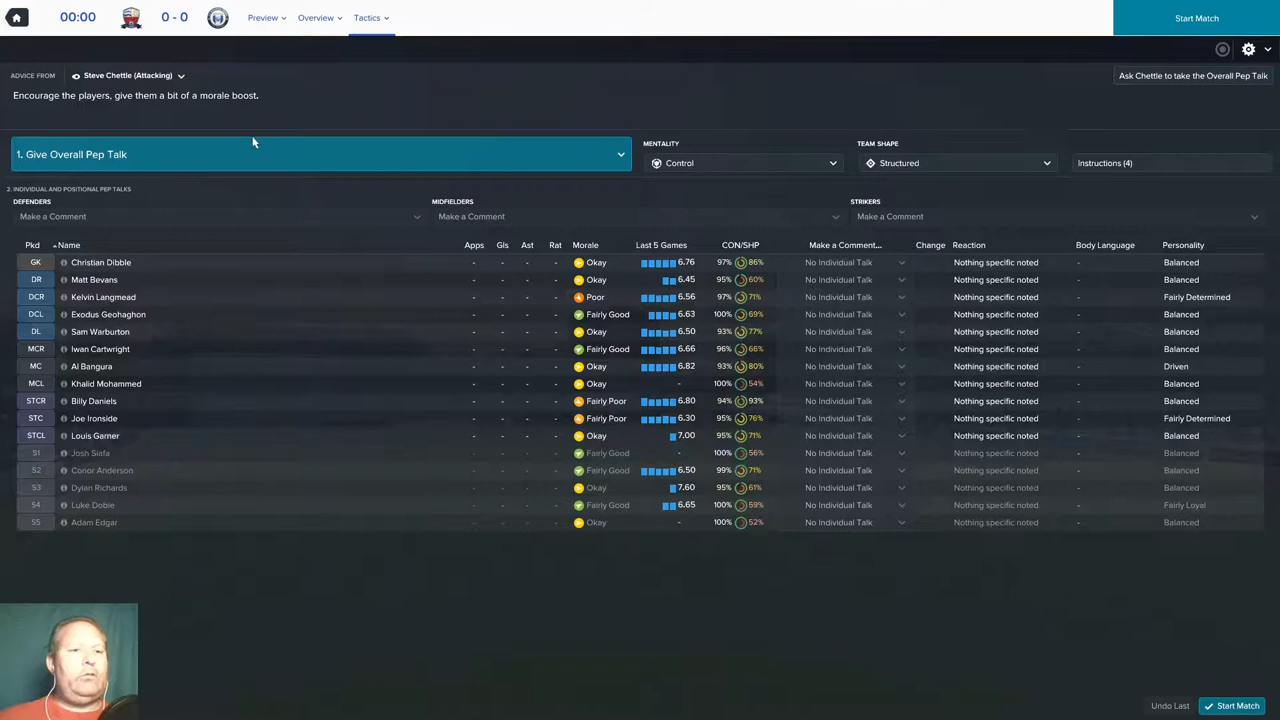 00:00 0 - 0 Preview Overview Tactics Start Match
ADVICE FROM Steve Chettle (Attacking) Ask Chettle to take the Overall Pep Talk
Encourage the players, give them a bit of a morale boost.
MENTALITY TEAM SHAPE
1. Give Overall Pep Talk Control Structured Instructions (4)
2. INDIVIDUAL AND POSITIONAL PEP TALKS
DEFENDERS MIDFIELDERS STRIKERS
Make a Comment Make a Comment Make a Comment
Pkd Name Apps Gls Ast Rat Morale Last 5 Games CON/SHP Make a Comment... Change Reaction Body Language Personality
GK Christian Dibble - - - - Okay 6.76 97% 86% No Individual Talk Nothing specific noted - Balanced
DR Matt Bevans - - - - Okay 6.45 95% 60% No Individual Talk Nothing specific noted - Balanced
DCR Kelvin Langmead - - - - Poor 6.56 97% 71% No Individual Talk Nothing specific noted - Fairly Determined
DCL Exodus Geohaghon - - - - Fairly Good 6.63 100% 69% No Individual Talk Nothing specific noted - Balanced
DL Sam Warburton - - - - Okay 6.50 93% 77% No Individual Talk Nothing specific noted - Balanced
MCR Iwan Cartwright - - - - Fairly Good 6.66 96% 66% No Individual Talk Nothing specific noted - Balanced
MC Al Bangura - - - - Okay 6.82 93% 80% No Individual Talk Nothing specific noted - Driven
MCL Khalid Mohammed - - - - Okay - 100% 54% No Individual Talk Nothing specific noted - Balanced
STCR Billy Daniels - - - - Fairly Poor 6.80 94% 93% No Individual Talk Nothing specific noted - Balanced
STC Joe Ironside - - - - Fairly Poor 6.30 95% 76% No Individual Talk Nothing specific noted - Fairly Determined
STCL Louis Garner - - - - Okay 7.00 95% 71% No Individual Talk Nothing specific noted - Balanced
S1 Josh Siafa - - - - Fairly Good - 100% 56% No Individual Talk Nothing specific noted - Balanced
S2 Conor Anderson - - - - Fairly Good 6.50 99% 71% No Individual Talk Nothing specific noted - Balanced
S3 Dylan Richards - - - - Okay 7.60 95% 61% No Individual Talk Nothing specific noted - Balanced
S4 Luke Dobie - - - - Fairly Good 6.65 100% 59% No Individual Talk Nothing specific noted - Fairly Loyal
S5 Adam Edgar - - - - Okay - 100% 52% No Individual Talk Nothing specific noted - Balanced
Undo Last Start Match